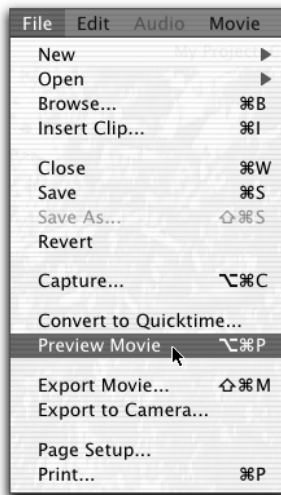 File Edit Audio Movie
New
Open
Browse... ⌘B
Insert Clip... ⌘I
Close ⌘W
Save ⌘S
Save As... ⇧⌘S
Revert
Capture... ⌥⌘C
Convert to Quicktime...
Preview Movie ⌥⌘P
Export Movie... ⇧⌘M
Export to Camera...
Page Setup...
Print... ⌘P